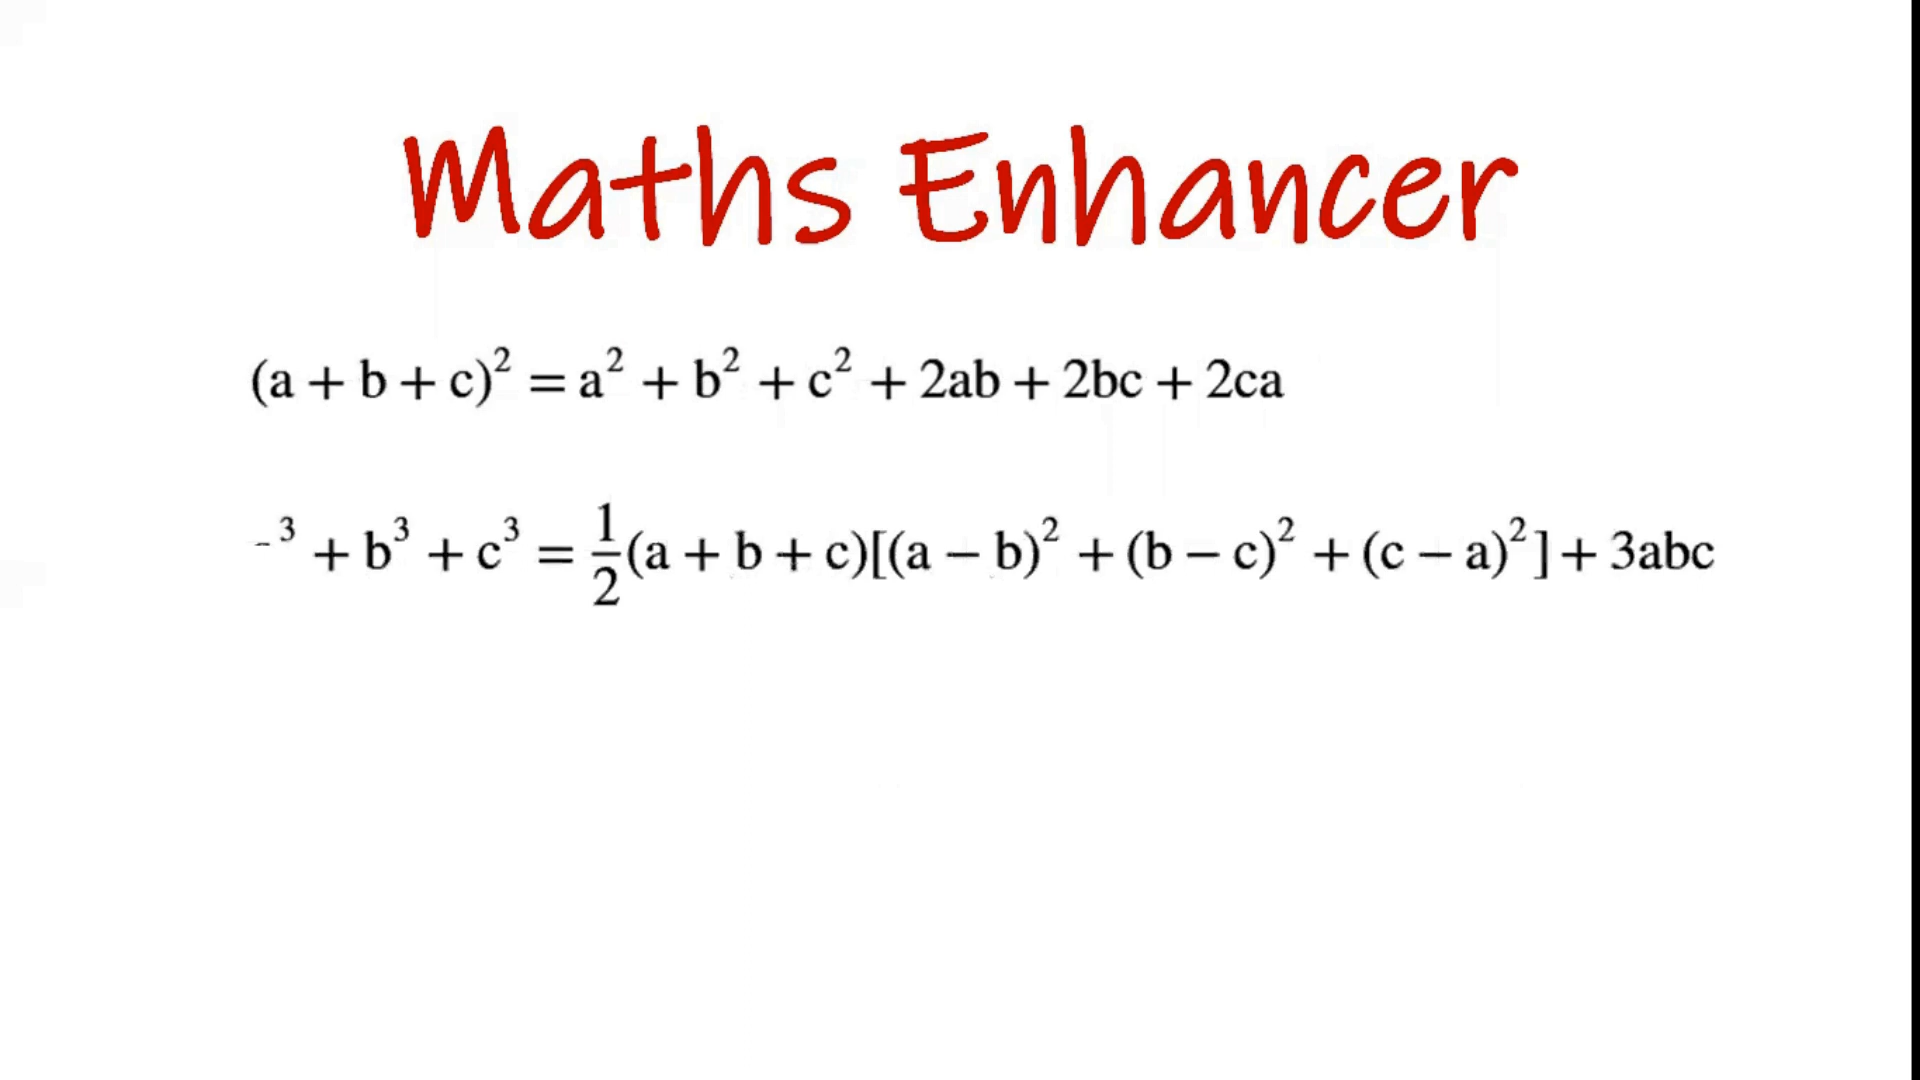 Maths Enhancer
(a + b + c)² = a² + b² + c² + 2ab + 2bc + 2ca
³ + b³ + c³ = 1/2(a + b + c)[(a − b)² + (b − c)² + (c − a)²] + 3abc